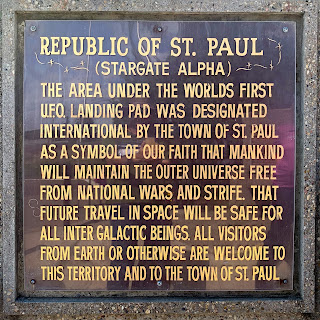 REPUBLIC OF ST. PAUL
(STARGATE ALPHA)
THE AREA UNDER THE WORLDS FIRST
U.F.O. LANDING PAD WAS DESIGNATED
INTERNATIONAL BY THE TOWN OF ST. PAUL
AS A SYMBOL OF OUR FAITH THAT MANKIND
WILL MAINTAIN THE OUTER UNIVERSE FREE
FROM NATIONAL WARS AND STRIFE. THAT
FUTURE TRAVEL IN SPACE WILL BE SAFE FOR
ALL INTER GALACTIC BEINGS. ALL VISITORS
FROM EARTH OR OTHERWISE ARE WELCOME TO
THIS TERRITORY AND TO THE TOWN OF ST. PAUL